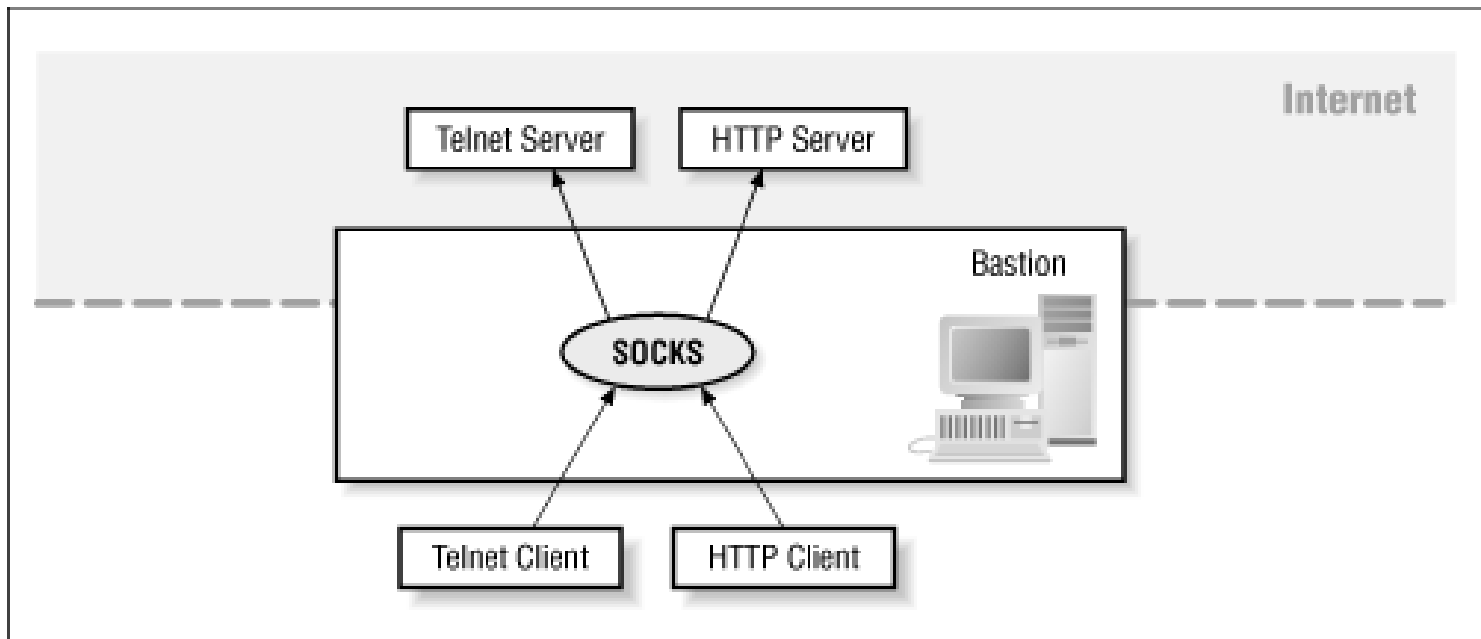 Internet
Telnet Server
HTTP Server
Bastion
SOCKS
Telnet Client
HTTP Client